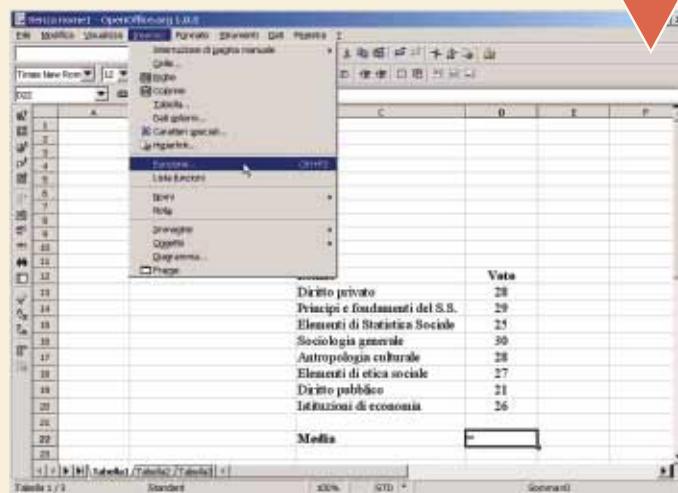 Senza nome1 - OpenOffice.org 1.0.2
File Modifica Visualizza Inserisci Formato Strumenti Dati Finestra ?
Interruzione di pagina manuale
Celle...
Righe
Colonne
Tabella...
Dati esterni...
Caratteri speciali...
Hyperlink...
Funzione... Ctrl+F2
Lista funzioni
Nomi
Nota
Immagine
Oggetto
Diagramma...
Frame
Times New Rom 12
D22
A C D E F
1
2
3
4
5
6
7
8
9
10
11
12 Voto
13 Diritto privato 28
14 Principi e fondamenti del S.S. 29
15 Elementi di Statistica Sociale 25
16 Sociologia generale 30
17 Antropologia culturale 28
18 Elementi di etica sociale 27
19 Diritto pubblico 21
20 Istituzioni di economia 26
21
22 Media =
23
Tabella1 Tabella2 Tabella3
Tabella 1 / 3 Standard 100% STD * Somma=0